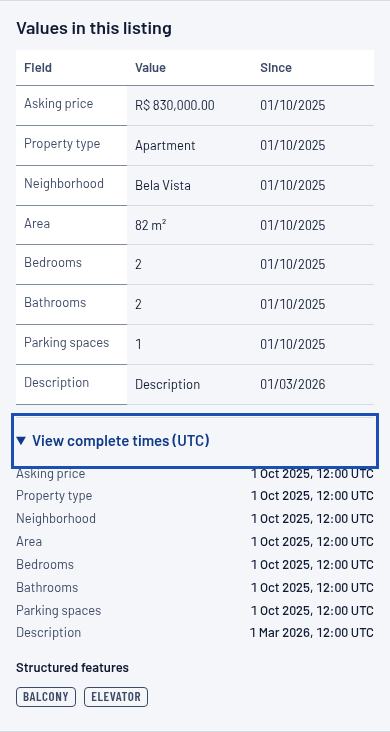 Values in this listing
Field Value Since
Asking price R$ 830,000.00 01/10/2025
Property type Apartment 01/10/2025
Neighborhood Bela Vista 01/10/2025
Area 82 m² 01/10/2025
Bedrooms 2 01/10/2025
Bathrooms 2 01/10/2025
Parking spaces 1 01/10/2025
Description Description 01/03/2026
▼ View complete times (UTC)
Asking price 1 Oct 2025, 12:00 UTC
Property type 1 Oct 2025, 12:00 UTC
Neighborhood 1 Oct 2025, 12:00 UTC
Area 1 Oct 2025, 12:00 UTC
Bedrooms 1 Oct 2025, 12:00 UTC
Bathrooms 1 Oct 2025, 12:00 UTC
Parking spaces 1 Oct 2025, 12:00 UTC
Description 1 Mar 2026, 12:00 UTC
Structured features
BALCONY ELEVATOR